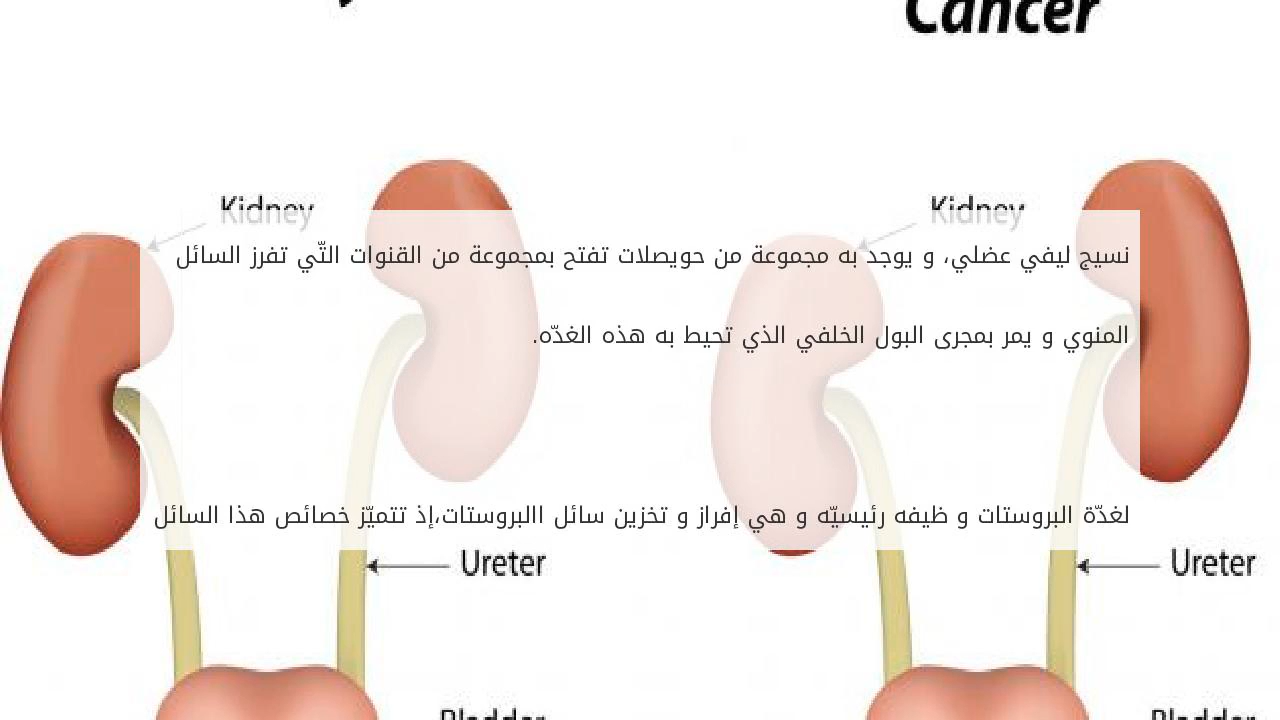 Cancer
Kidney
Kidney
نسيج ليفي عضلي، و يوجد به مجموعة من حويصلات تفتح بمجموعة من القنوات التّي تفرز السائل
المنوي و يمر بمجرى البول الخلفي الذي تحيط به هذه الغدّه.
لغدّة البروستات و ظيفه رئيسيّه و هي إفراز و تخزين سائل االبروستات،إذ تتميّز خصائص هذا السائل
Ureter
Ureter
Bladder
Bladder